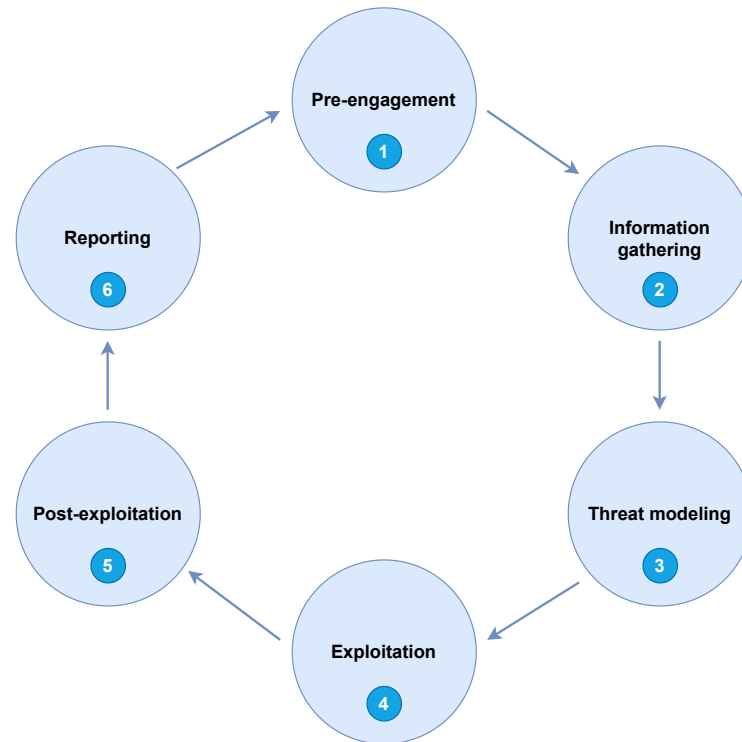 Pre-engagement
1
Information
gathering
2
Threat modeling
3
Exploitation
4
Post-exploitation
5
Reporting
6